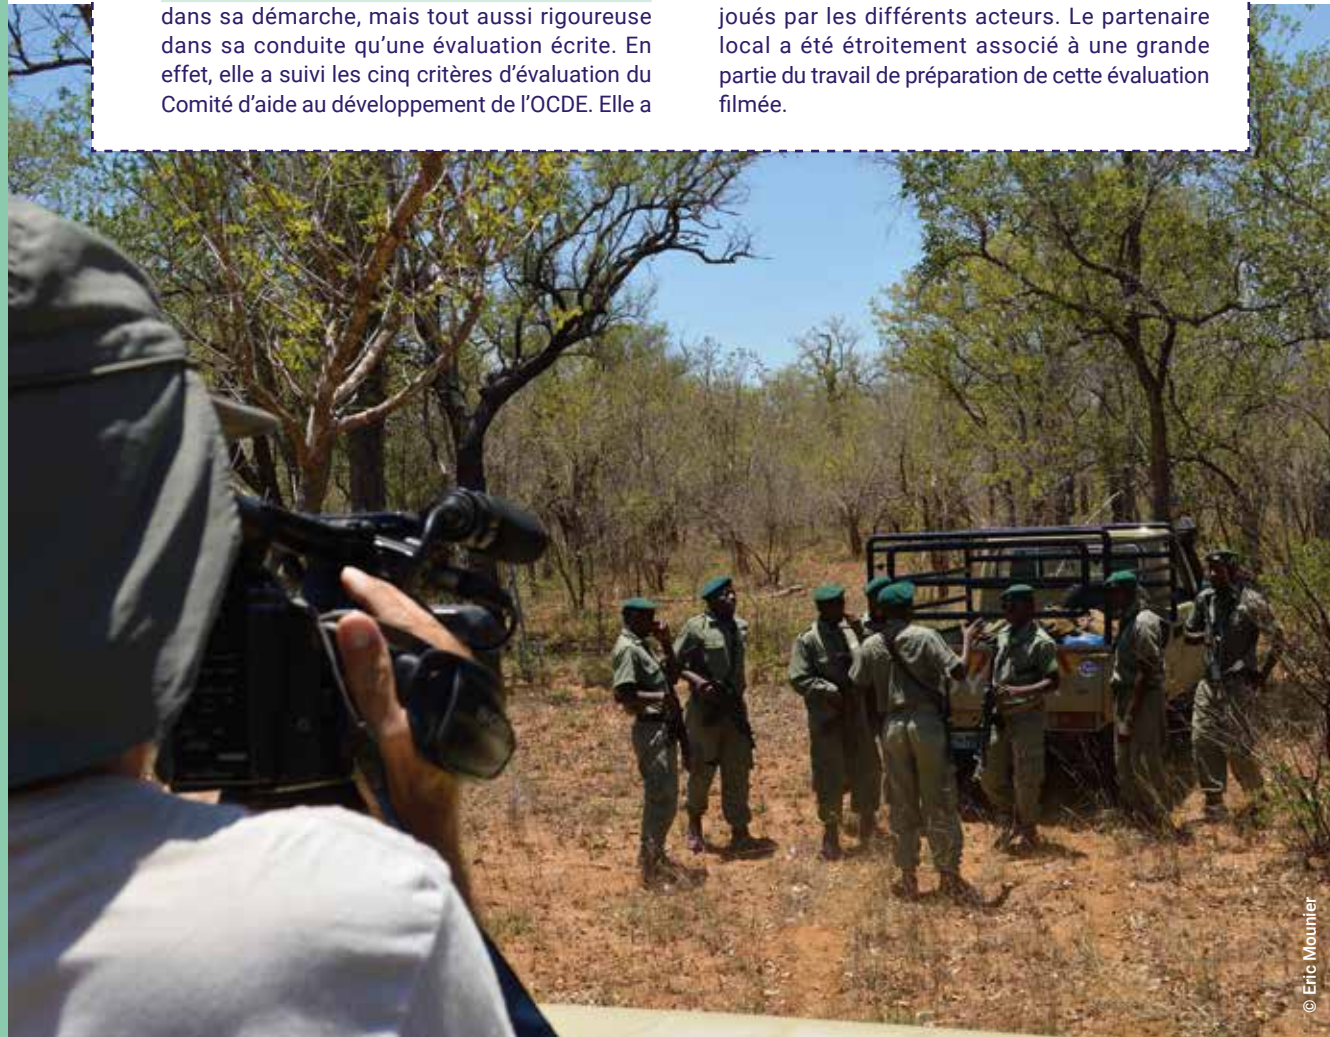 dans sa démarche, mais tout aussi rigoureuse
dans sa conduite qu’une évaluation écrite. En
effet, elle a suivi les cinq critères d’évaluation du
Comité d’aide au développement de l’OCDE. Elle a
joués par les différents acteurs. Le partenaire
local a été étroitement associé à une grande
partie du travail de préparation de cette évaluation
filmée.
© Eric Mounier